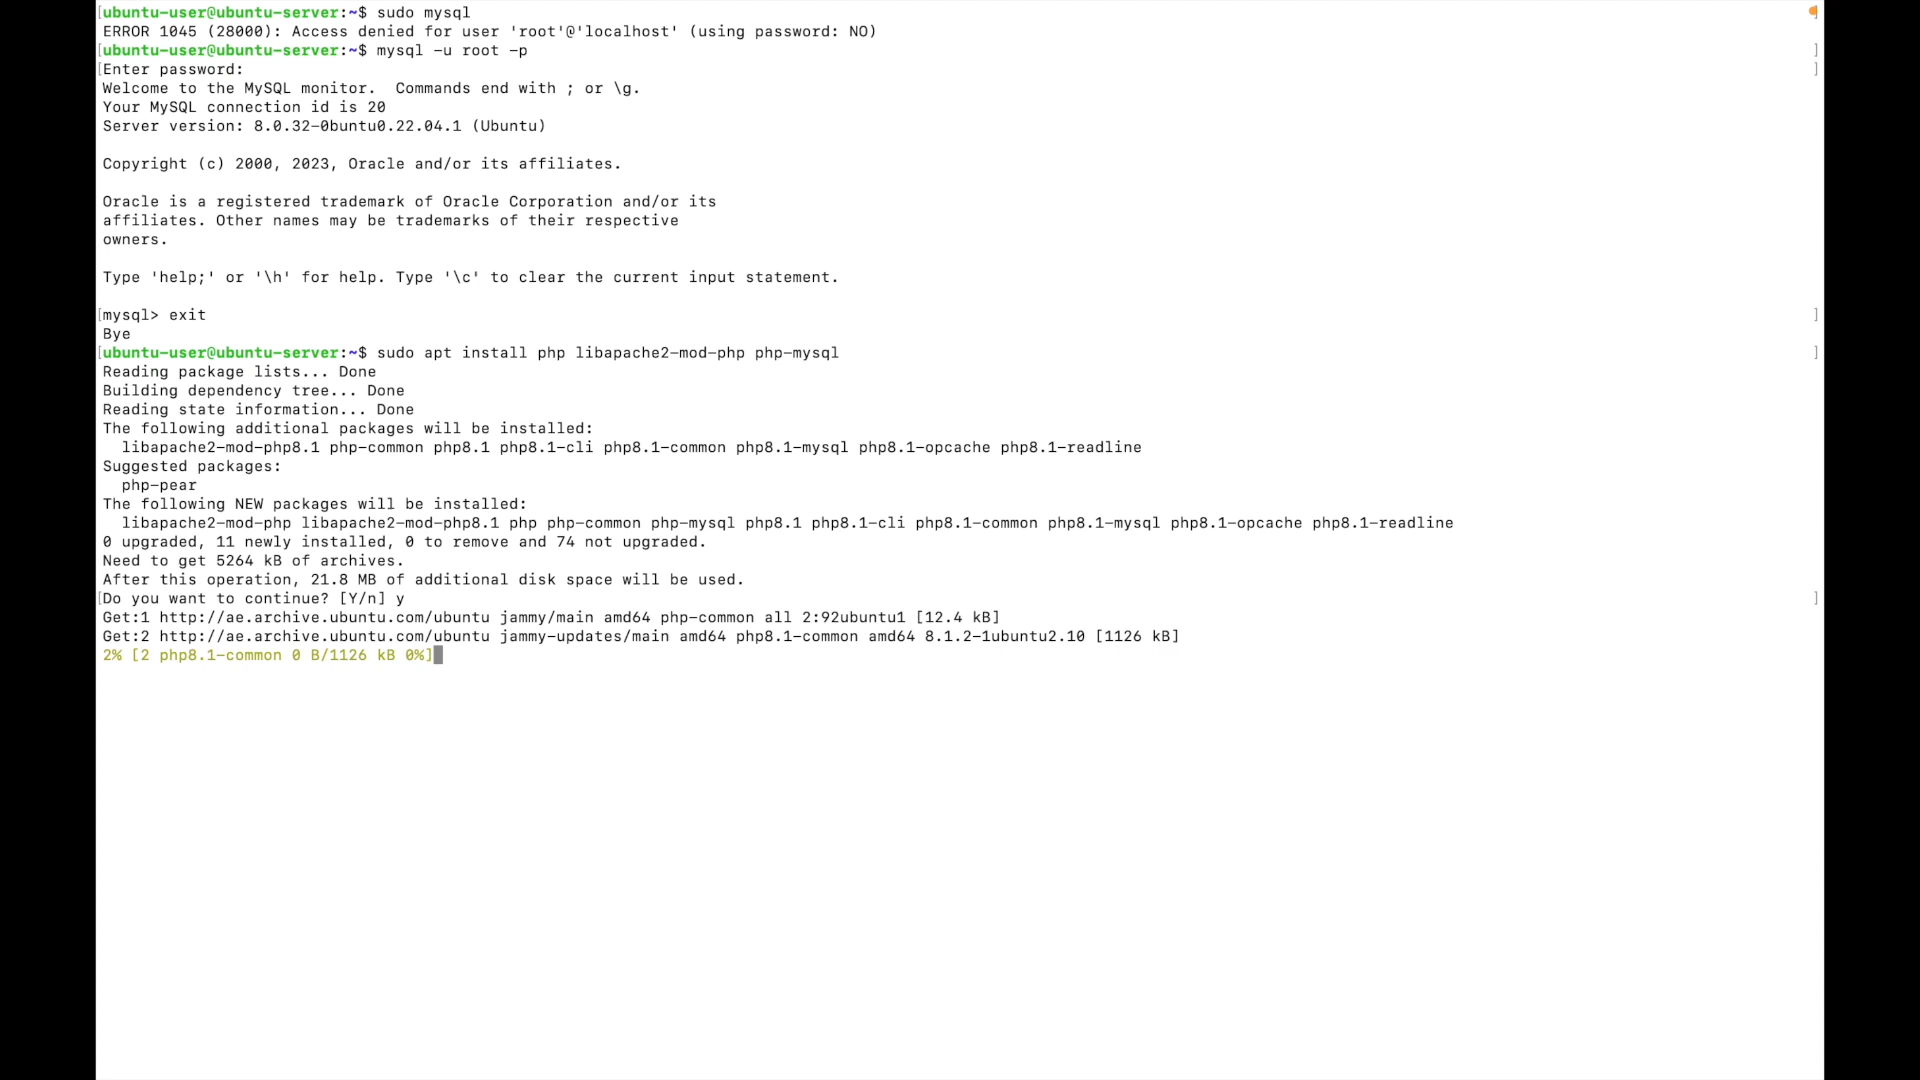 [ubuntu-user@ubuntu-server:~$ sudo mysql ]
ERROR 1045 (28000): Access denied for user 'root'@'localhost' (using password: NO)
[ubuntu-user@ubuntu-server:~$ mysql -u root -p ]
[Enter password: ]
Welcome to the MySQL monitor.  Commands end with ; or \g.
Your MySQL connection id is 20
Server version: 8.0.32-0buntu0.22.04.1 (Ubuntu)
Copyright (c) 2000, 2023, Oracle and/or its affiliates.
Oracle is a registered trademark of Oracle Corporation and/or its
affiliates. Other names may be trademarks of their respective
owners.
Type 'help;' or '\h' for help. Type '\c' to clear the current input statement.
[mysql> exit ]
Bye
[ubuntu-user@ubuntu-server:~$ sudo apt install php libapache2-mod-php php-mysql ]
Reading package lists... Done
Building dependency tree... Done
Reading state information... Done
The following additional packages will be installed:
  libapache2-mod-php8.1 php-common php8.1 php8.1-cli php8.1-common php8.1-mysql php8.1-opcache php8.1-readline
Suggested packages:
  php-pear
The following NEW packages will be installed:
  libapache2-mod-php libapache2-mod-php8.1 php php-common php-mysql php8.1 php8.1-cli php8.1-common php8.1-mysql php8.1-opcache php8.1-readline
0 upgraded, 11 newly installed, 0 to remove and 74 not upgraded.
Need to get 5264 kB of archives.
After this operation, 21.8 MB of additional disk space will be used.
[Do you want to continue? [Y/n] y ]
Get:1 http://ae.archive.ubuntu.com/ubuntu jammy/main amd64 php-common all 2:92ubuntu1 [12.4 kB]
Get:2 http://ae.archive.ubuntu.com/ubuntu jammy-updates/main amd64 php8.1-common amd64 8.1.2-1ubuntu2.10 [1126 kB]
2% [2 php8.1-common 0 B/1126 kB 0%]